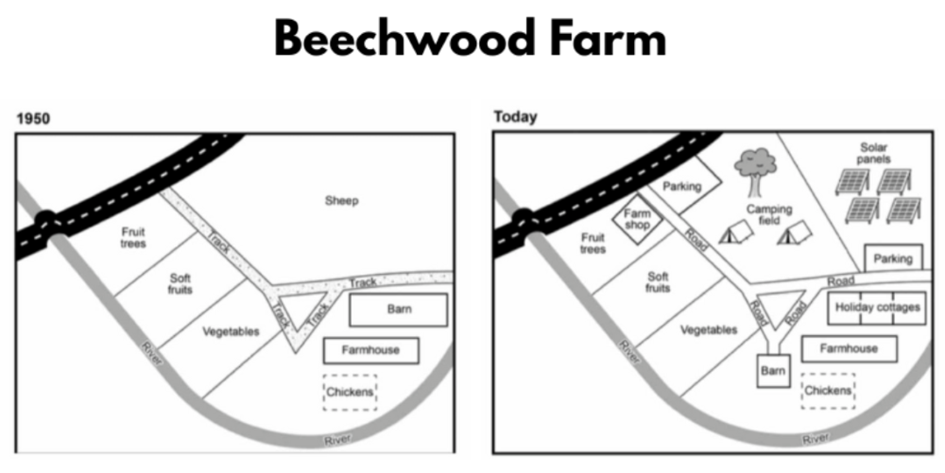 Beechwood Farm
1950
Sheep
Fruit
trees
Track
Soft
fruits
Track
Track
Track
Barn
Vegetables
Farmhouse
River
Chickens
River
Today
Solar
panels
Parking
Camping
field
Farm
shop
Fruit
trees
Road
Parking
Soft
fruits
Road
Road
Road
Holiday cottages
Vegetables
Farmhouse
River
Barn
Chickens
River